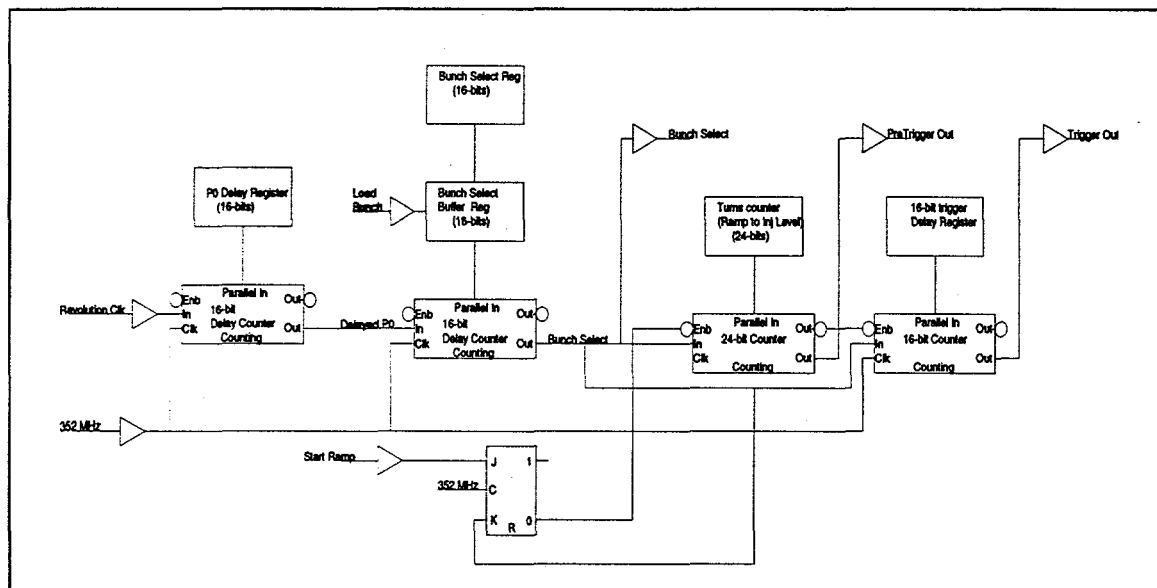 Bunch Select Reg
(16-bits)
Bunch Select
PreTrigger Out
Trigger Out
P0 Delay Register
(16-bits)
Load
Bunch
Bunch Select
Buffer Reg
(16-bits)
Turns counter
(Ramp to Inj Level)
(24-bits)
16-bit trigger
Delay Register
Revolution Clk
Enb
Parallel In
Out
In
16-bit
Clk
Delay Counter
Out
Counting
Delayed P0
Enb
Parallel In
Out
In
16-bit
Clk
Delay Counter
Out
Counting
Bunch Select
Enb
Parallel In
Out
In
24-bit Counter
Clk
Out
Counting
Enb
Parallel In
Out
In
16-bit Counter
Clk
Out
Counting
352 MHz
Start Ramp
J
1
352 MHz
C
K
0
R